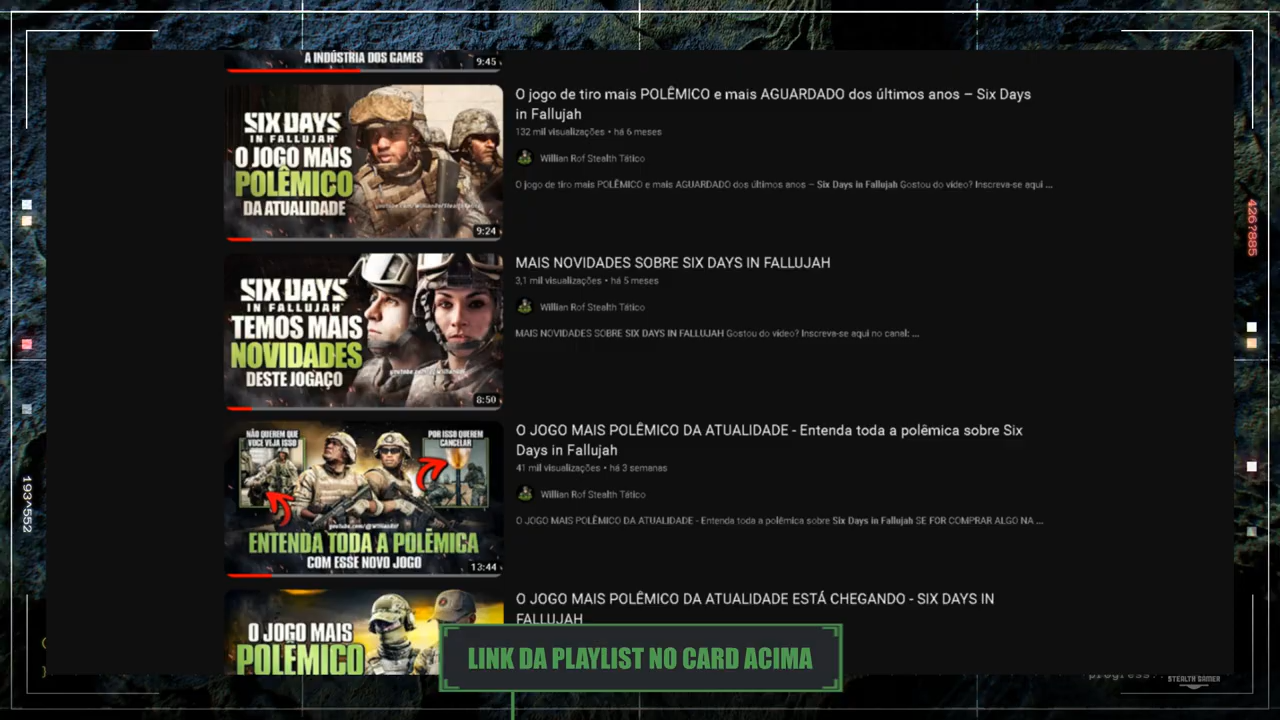 A INDÚSTRIA DOS GAMES
9:45
SIX DAYS
IN FALLUJAH
O JOGO MAIS
POLÊMICO
DA ATUALIDADE
9:24
O jogo de tiro mais POLÊMICO e mais AGUARDADO dos últimos anos – Six Days
in Fallujah
132 mil visualizações • há 6 meses
Willian Rof Stealth Tático
O jogo de tiro mais POLÊMICO e mais AGUARDADO dos últimos anos – Six Days in Fallujah Gostou do vídeo? Inscreva-se aqui ...
SIX DAYS
IN FALLUJAH
TEMOS MAIS
NOVIDADES
DESTE JOGAÇO
8:50
MAIS NOVIDADES SOBRE SIX DAYS IN FALLUJAH
3,1 mil visualizações • há 5 meses
Willian Rof Stealth Tático
MAIS NOVIDADES SOBRE SIX DAYS IN FALLUJAH Gostou do vídeo? Inscreva-se aqui no canal: ...
NÃO QUEREM QUE
VOCÊ VEJA ISSO
POR ISSO QUEREM
CANCELAR
ENTENDA TODA A POLÊMICA
COM ESSE NOVO JOGO
13:44
O JOGO MAIS POLÊMICO DA ATUALIDADE - Entenda toda a polêmica sobre Six
Days in Fallujah
41 mil visualizações • há 3 semanas
Willian Rof Stealth Tático
O JOGO MAIS POLÊMICO DA ATUALIDADE - Entenda toda a polêmica sobre Six Days in Fallujah SE FOR COMPRAR ALGO NA ...
O JOGO MAIS
POLÊMICO
O JOGO MAIS POLÊMICO DA ATUALIDADE ESTÁ CHEGANDO - SIX DAYS IN
FALLUJAH
LINK DA PLAYLIST NO CARD ACIMA
193^552
426?885
STEALTH GAMER